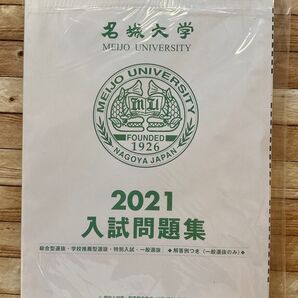 名城大学
MEIJO UNIVERSITY
MEIJO UNIVERSITY
MU
FOUNDED
1926
NAGOYA JAPAN
2021
入試問題集
総合型選抜・学校推薦型選抜・特別入試・一般選抜
◆解答例つき（一般選抜のみ）◆